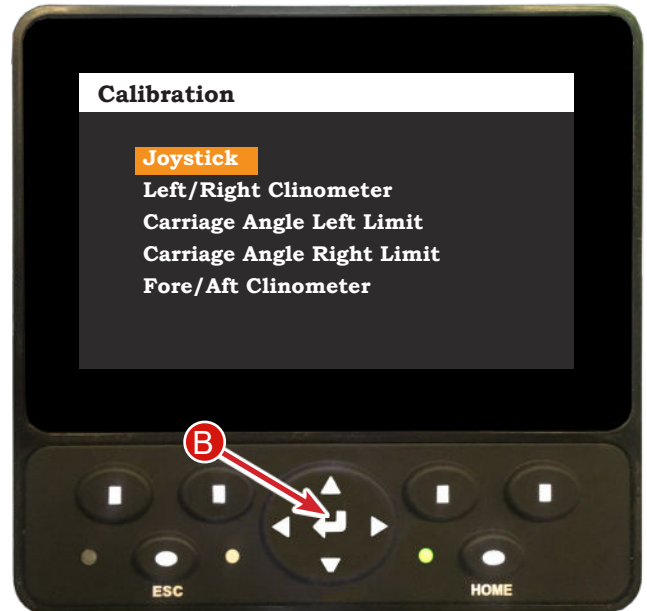 Calibration
Joystick
Left/Right Clinometer
Carriage Angle Left Limit
Carriage Angle Right Limit
Fore/Aft Clinometer
B
ESC
HOME